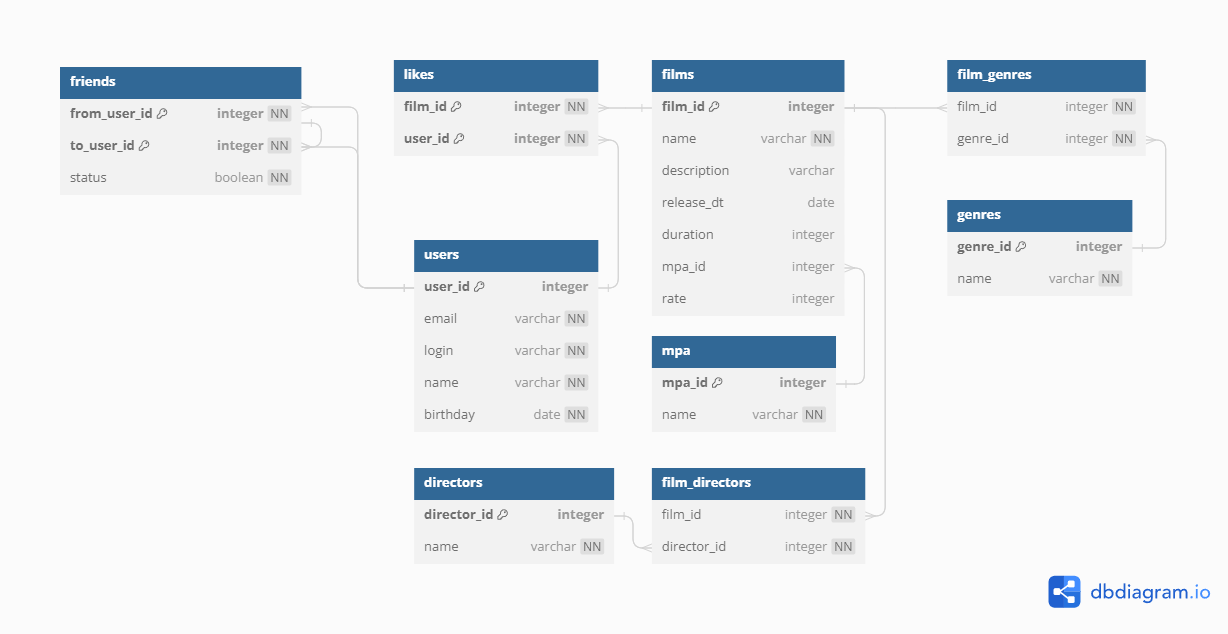 friends
from_user_id integer NN
to_user_id integer NN
status boolean NN
likes
film_id integer NN
user_id integer NN
films
film_id integer
name varchar NN
description varchar
release_dt date
duration integer
mpa_id integer
rate integer
film_genres
film_id integer NN
genre_id integer NN
genres
genre_id integer
name varchar NN
users
user_id integer
email varchar NN
login varchar NN
name varchar NN
birthday date NN
mpa
mpa_id integer
name varchar NN
directors
director_id integer
name varchar NN
film_directors
film_id integer NN
director_id integer NN
dbdiagram.io